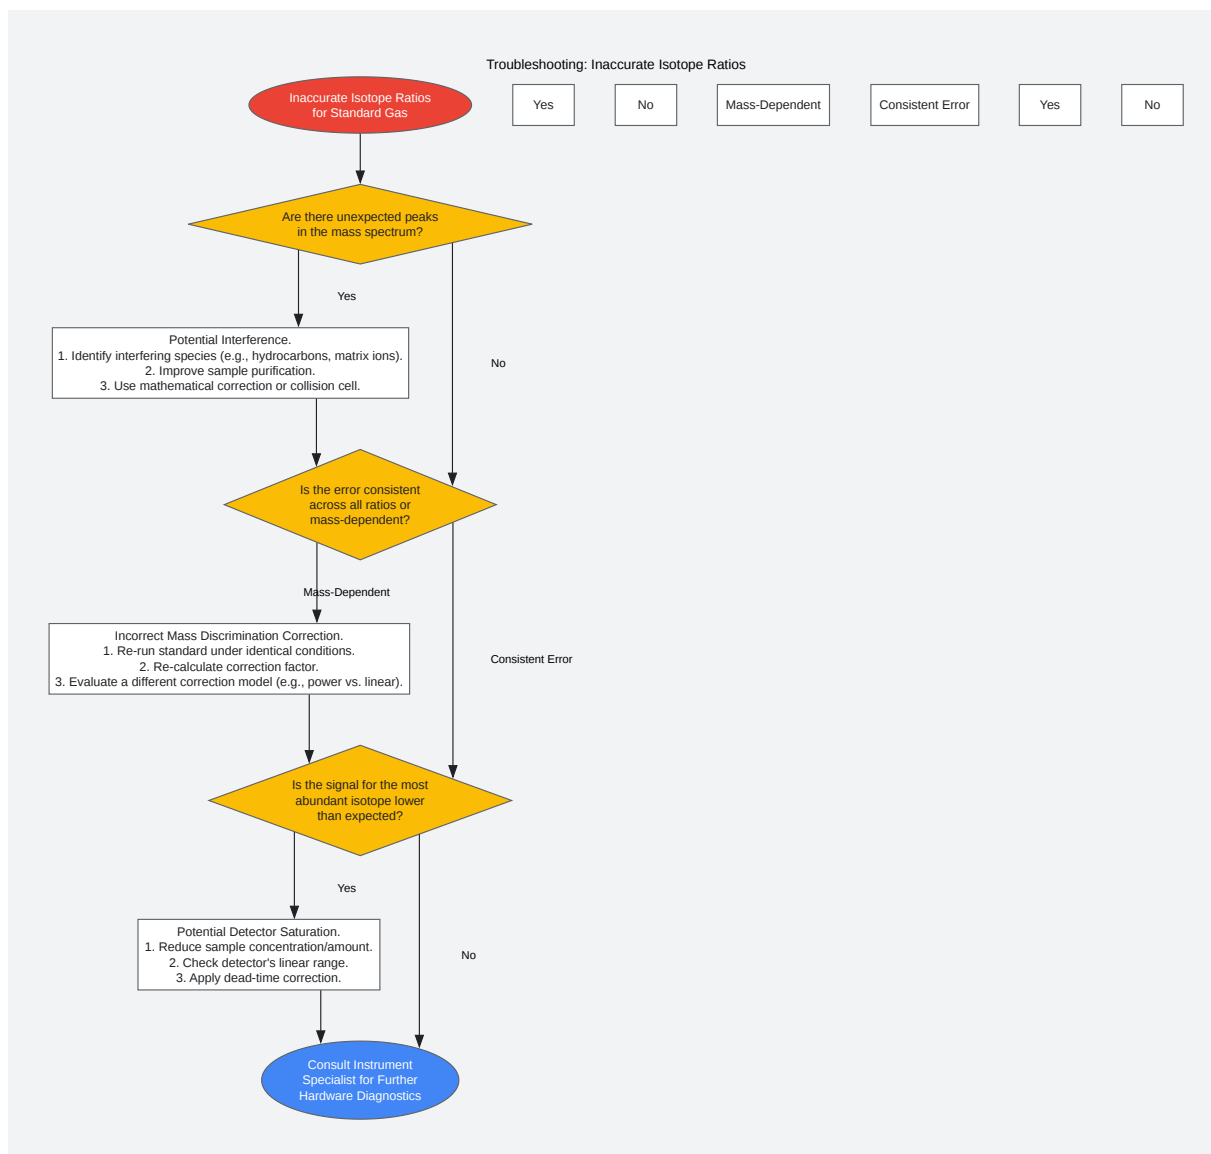 Troubleshooting: Inaccurate Isotope Ratios
Inaccurate Isotope Ratios
for Standard Gas
Yes
No
Mass-Dependent
Consistent Error
Yes
No
Are there unexpected peaks
in the mass spectrum?
Yes
Potential Interference.
1. Identify interfering species (e.g., hydrocarbons, matrix ions).
2. Improve sample purification.
3. Use mathematical correction or collision cell.
No
Is the error consistent
across all ratios or
mass-dependent?
Mass-Dependent
Incorrect Mass Discrimination Correction.
1. Re-run standard under identical conditions.
2. Re-calculate correction factor.
3. Evaluate a different correction model (e.g., power vs. linear).
Consistent Error
Is the signal for the most
abundant isotope lower
than expected?
Yes
Potential Detector Saturation.
1. Reduce sample concentration/amount.
2. Check detector's linear range.
3. Apply dead-time correction.
No
Consult Instrument
Specialist for Further
Hardware Diagnostics